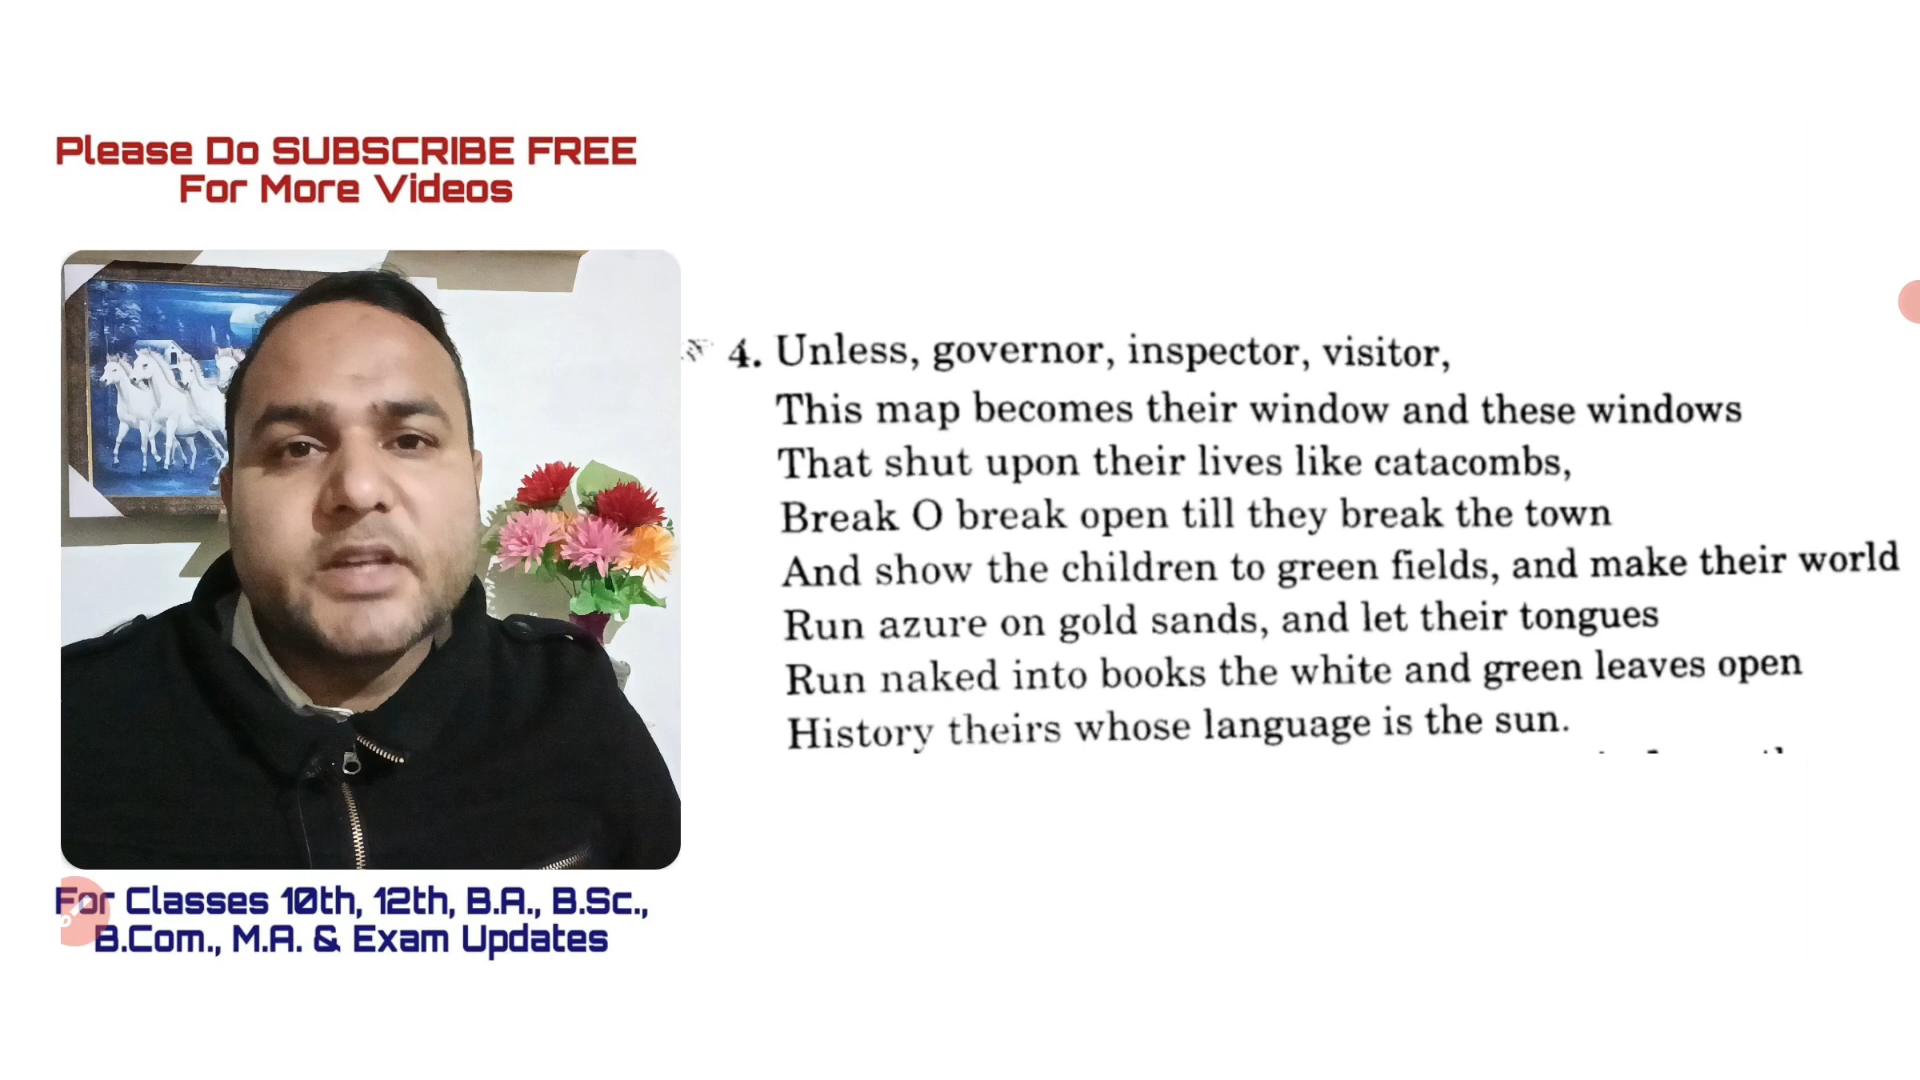 Please Do SUBSCRIBE FREE
For More Videos
4. Unless, governor, inspector, visitor,
This map becomes their window and these windows
That shut upon their lives like catacombs,
Break O break open till they break the town
And show the children to green fields, and make their world
Run azure on gold sands, and let their tongues
Run naked into books the white and green leaves open
History theirs whose language is the sun.
For Classes 10th, 12th, B.A., B.Sc.,
B.Com., M.A. & Exam Updates